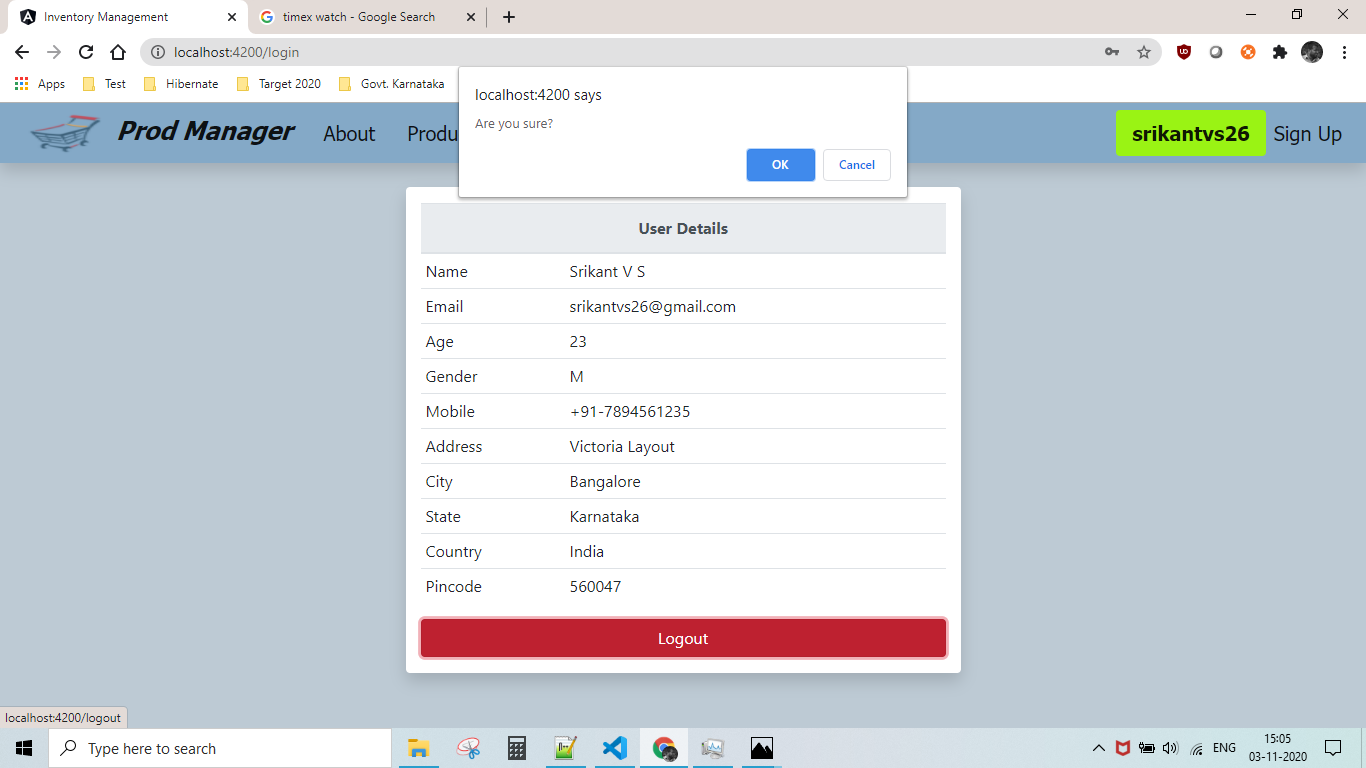 Inventory Management
timex watch - Google Search
localhost:4200/login
Apps
Test
Hibernate
Target 2020
Govt. Karnataka
localhost:4200 says
Are you sure?
OK
Cancel
Prod Manager
About
Produ
srikantvs26
Sign Up
User Details
Name Srikant V S
Email srikantvs26@gmail.com
Age 23
Gender M
Mobile +91-7894561235
Address Victoria Layout
City Bangalore
State Karnataka
Country India
Pincode 560047
Logout
localhost:4200/logout
Type here to search
ENG
15:05
03-11-2020